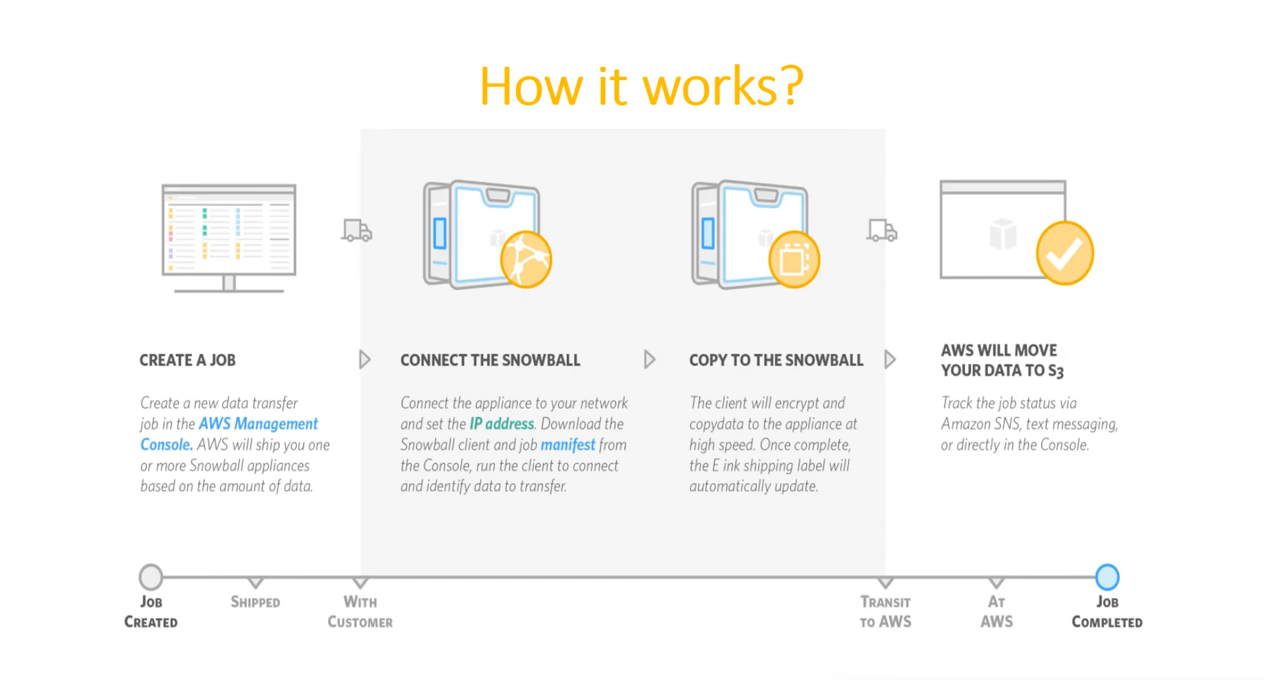 How it works?
CREATE A JOB
Create a new data transfer
job in the AWS Management
Console. AWS will ship you one
or more Snowball appliances
based on the amount of data.
CONNECT THE SNOWBALL
Connect the appliance to your network
and set the IP address. Download the
Snowball client and job manifest from
the Console, run the client to connect
and identify data to transfer.
COPY TO THE SNOWBALL
The client will encrypt and
copydata to the appliance at
high speed. Once complete,
the E ink shipping label will
automatically update.
AWS WILL MOVE
YOUR DATA TO S3
Track the job status via
Amazon SNS, text messaging,
or directly in the Console.
JOB
CREATED
SHIPPED
WITH
CUSTOMER
TRANSIT
TO AWS
AT
AWS
JOB
COMPLETED